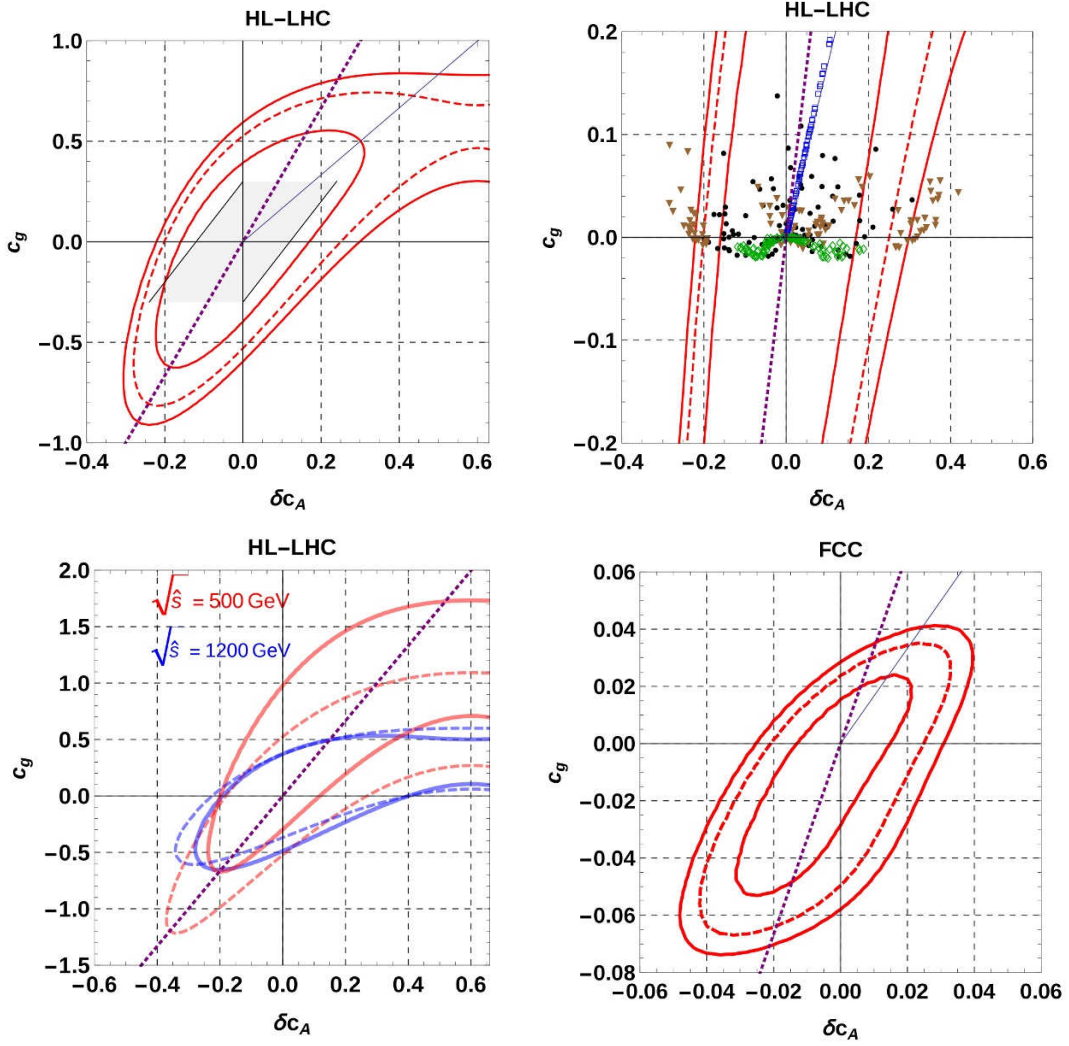 HL-LHC
1.0
0.5
0.0
-0.5
-1.0
-0.4 -0.2 0.0 0.2 0.4 0.6
c_g
δc_A
HL-LHC
0.2
0.1
0.0
-0.1
-0.2
-0.4 -0.2 0.0 0.2 0.4 0.6
c_g
δc_A
HL-LHC
√ŝ = 500 GeV
√ŝ = 1200 GeV
2.0
1.5
1.0
0.5
0.0
-0.5
-1.0
-1.5
-0.6 -0.4 -0.2 0.0 0.2 0.4 0.6
c_g
δc_A
FCC
0.06
0.04
0.02
0.00
-0.02
-0.04
-0.06
-0.08
-0.06 -0.04 -0.02 0.00 0.02 0.04 0.06
c_g
δc_A